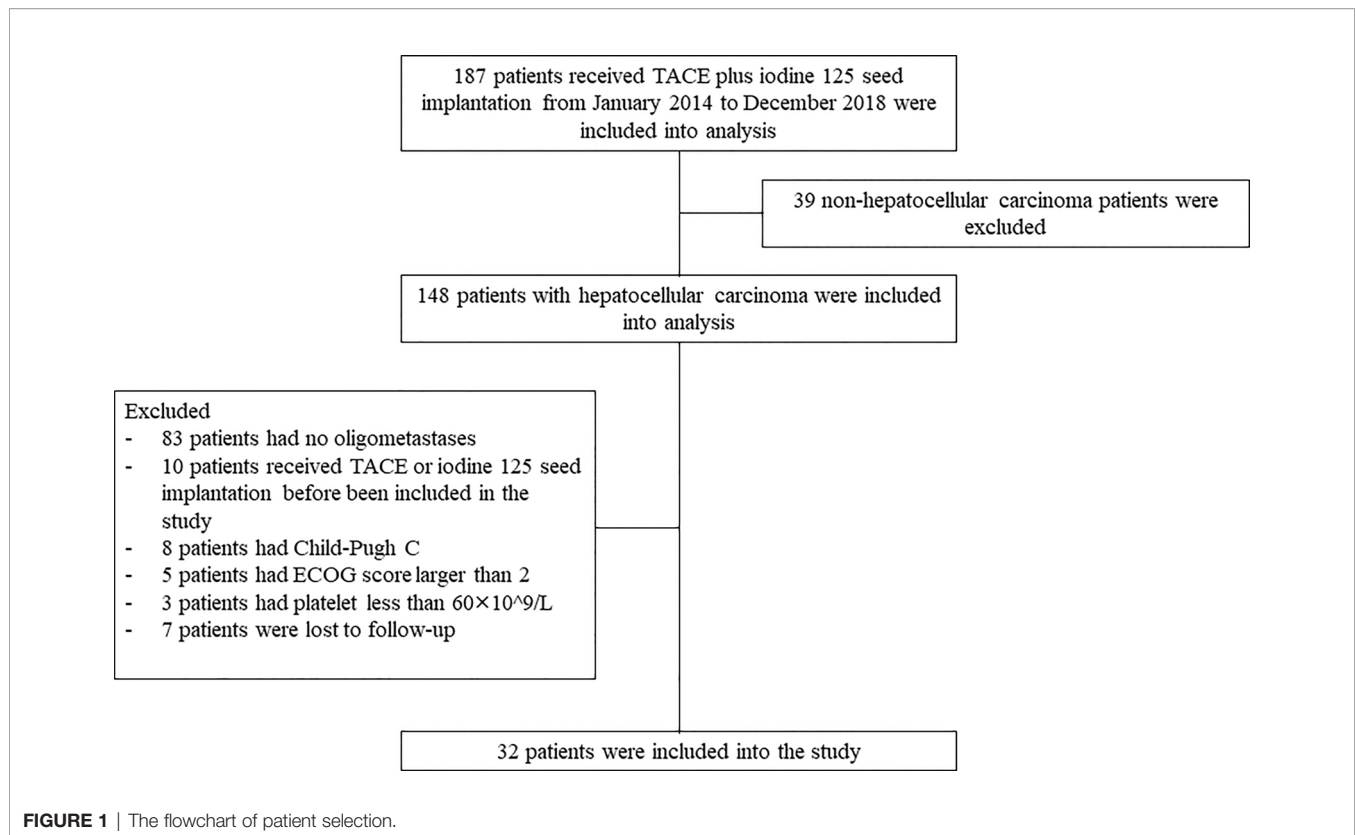 187 patients received TACE plus iodine 125 seed
implantation from January 2014 to December 2018 were
included into analysis
39 non-hepatocellular carcinoma patients were
excluded
148 patients with hepatocellular carcinoma were included
into analysis
Excluded
- 83 patients had no oligometastases
- 10 patients received TACE or iodine 125 seed
implantation before been included in the
study
- 8 patients had Child-Pugh C
- 5 patients had ECOG score larger than 2
- 3 patients had platelet less than 60×10^9/L
- 7 patients were lost to follow-up
32 patients were included into the study
FIGURE 1 | The flowchart of patient selection.